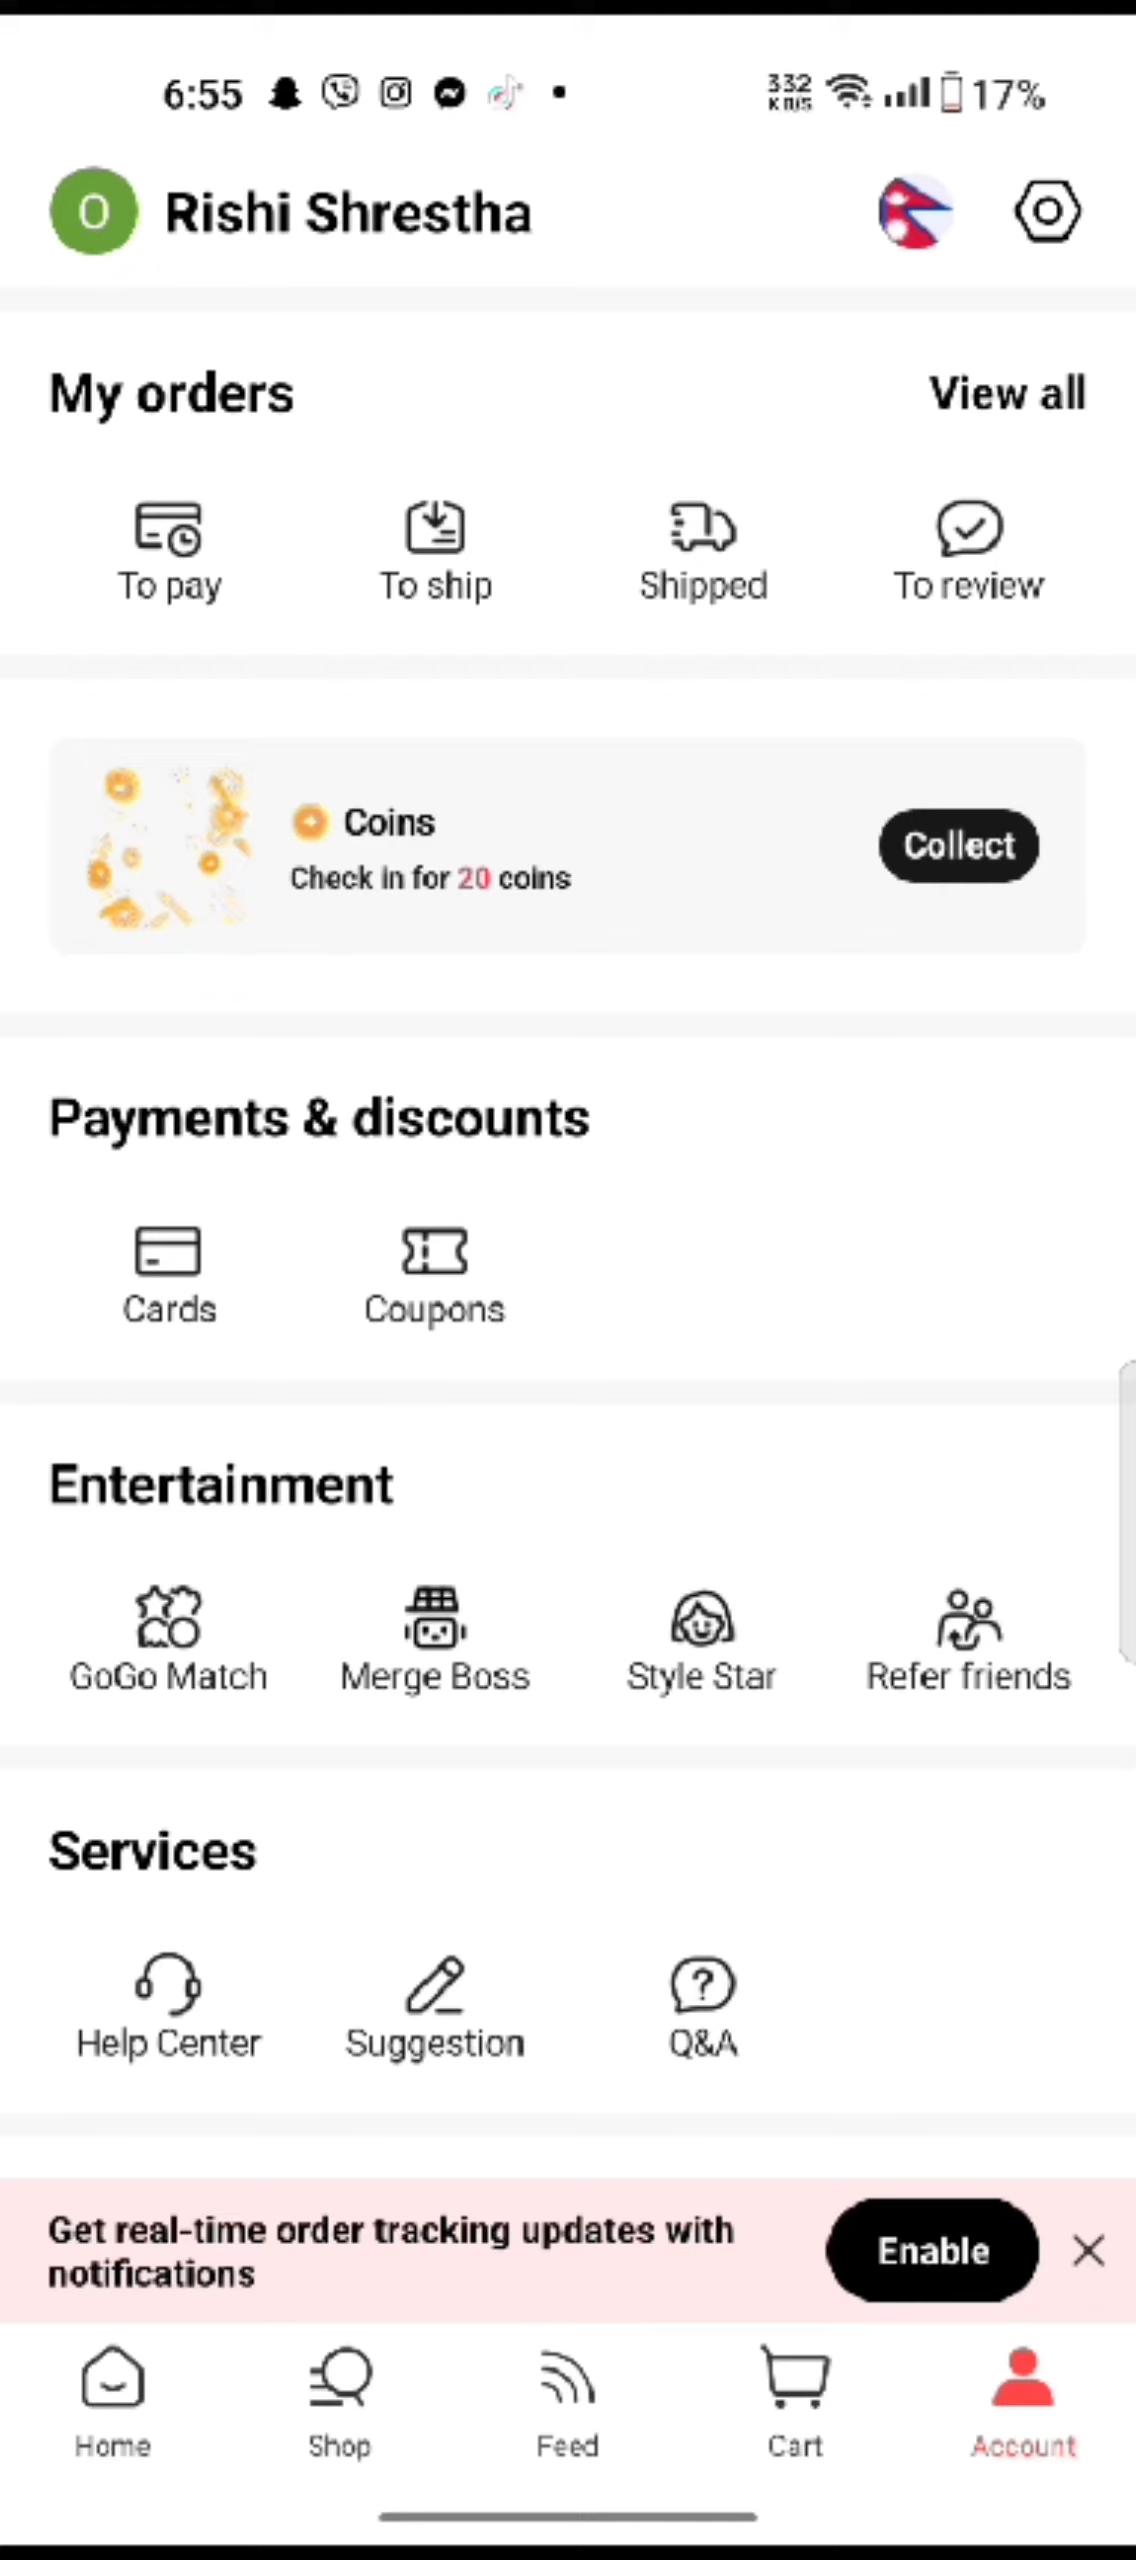 6:55
332
KB/S
17%
O Rishi Shrestha
My orders
View all
To pay
To ship
Shipped
To review
Coins
Check in for 20 coins
Collect
Payments & discounts
Cards
Coupons
Entertainment
GoGo Match
Merge Boss
Style Star
Refer friends
Services
Help Center
Suggestion
Q&A
Get real-time order tracking updates with
notifications
Enable
Home
Shop
Feed
Cart
Account